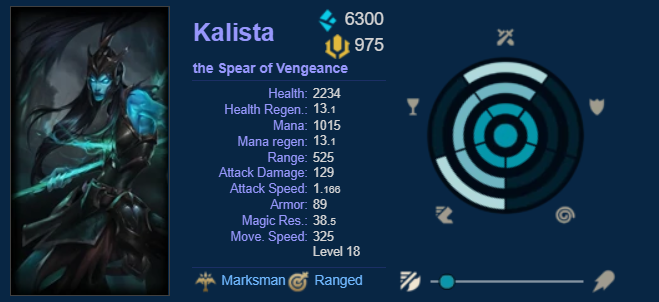 Kalista
6300
975
the Spear of Vengeance
Health: 2234
Health Regen.: 13.1
Mana: 1015
Mana regen: 13.1
Range: 525
Attack Damage: 129
Attack Speed: 1.166
Armor: 89
Magic Res.: 38.5
Move. Speed: 325
Level 18
Marksman Ranged